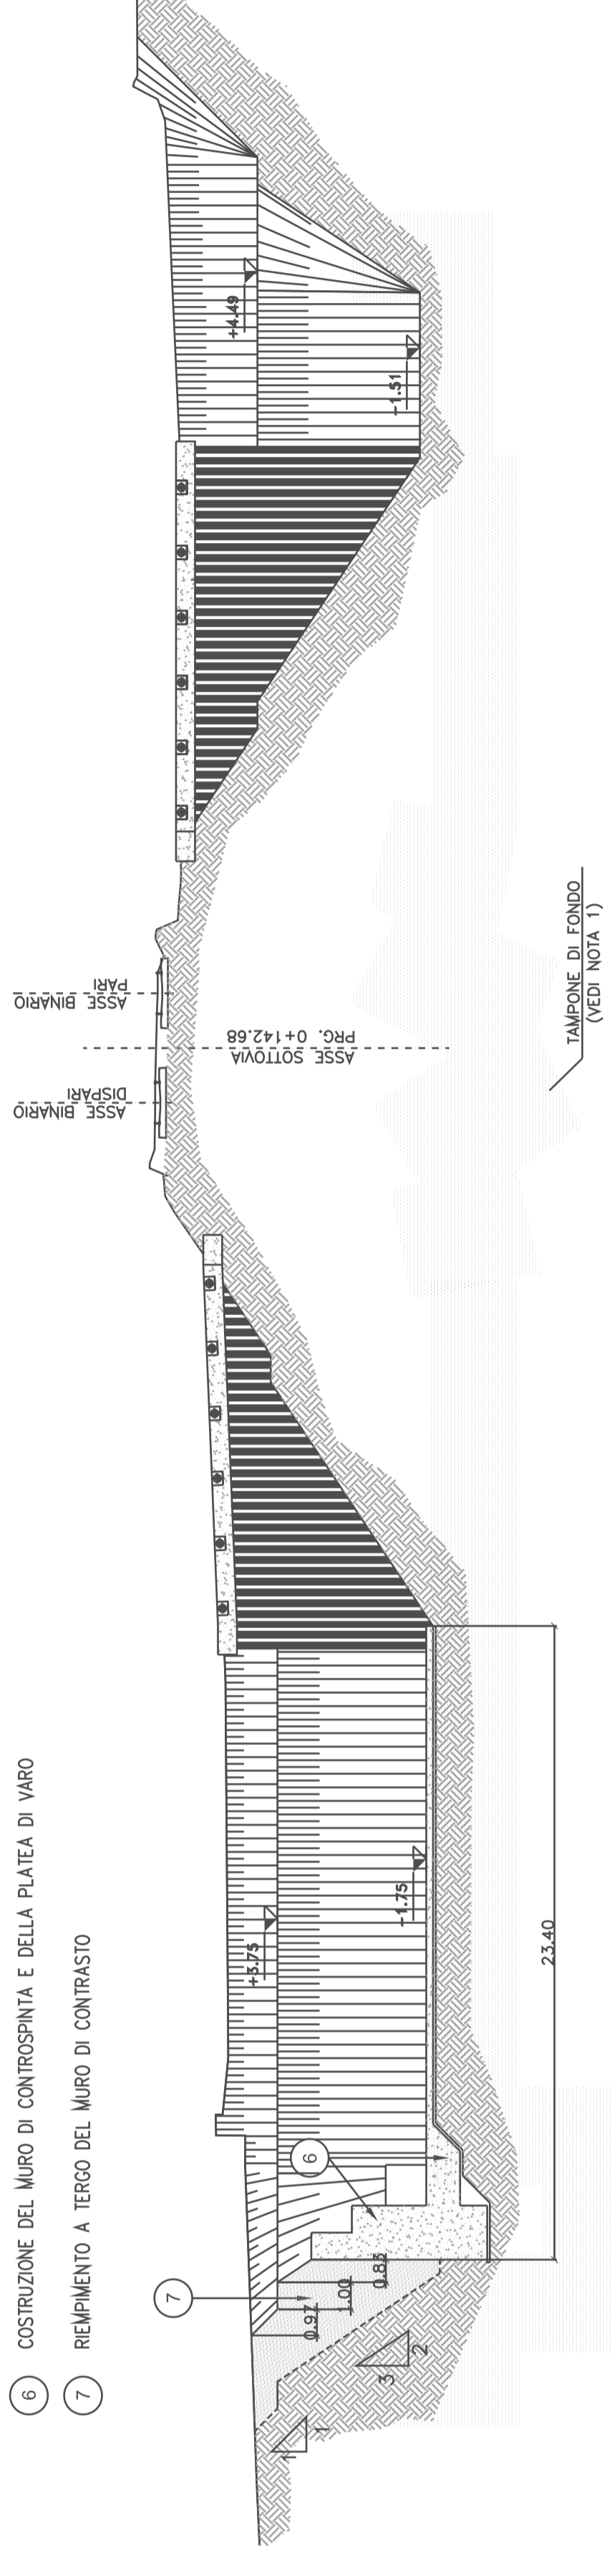 6 COSTRUZIONE DEL MURO DI CONTROSPINTA E DELLA PLATEA DI VARO
7 RIEMPIMENTO A TERGO DEL MURO DI CONTRASTO
7
6
1
1
3
2
0.97
1.00
0.83
+3.75
-1.75
23.40
ASSE BINARIO
DISPARI
ASSE SOTTOVIA
PRG. 0+142.68
ASSE BINARIO
PARI
+4.49
-1.51
TAMPONE DI FONDO
(VEDI NOTA 1)